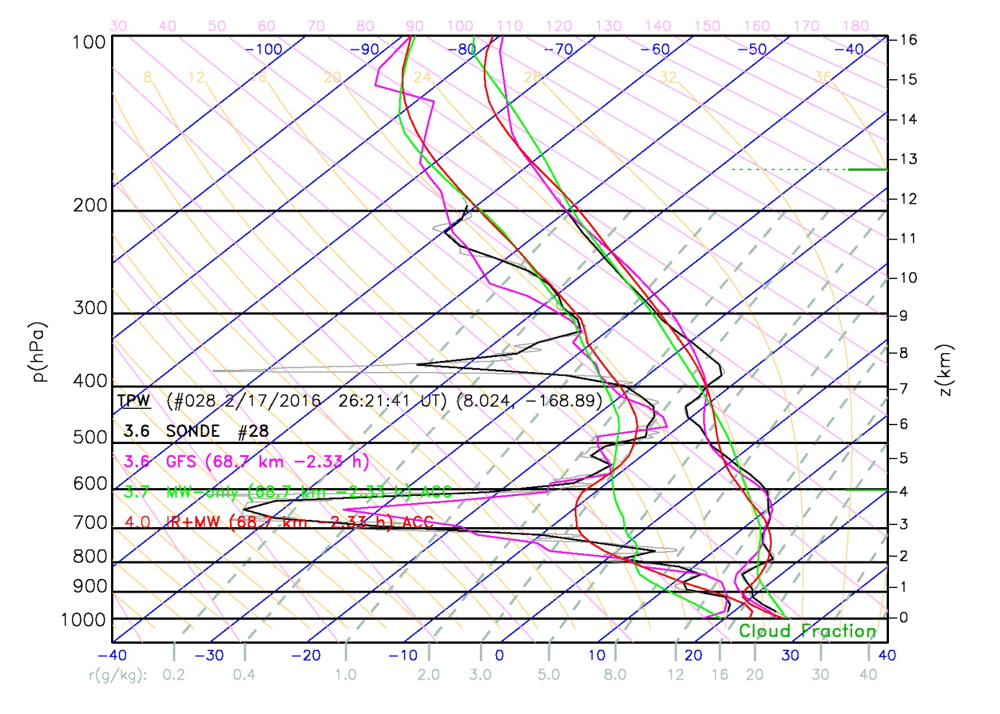 30 40 50 60 70 80 90 100 110 120 130 140 150 160 170 180
100 -100 -90 -80 -70 -60 -50 -40 16
8 12 16 20 24 28 32 36 15
14
13
200 12
11
10
300 9
8
p(hPa) z(km)
400 7
TPW (#028 2/17/2016 26:21:41 UT) (8.024, -168.89)
3.6 SONDE #28 6
500
3.6 GFS (68.7 km -2.33 h) 5
600
3.7 MW-only (68.7 km -2.33 h) ACC 4
700 4.0 IR+MW (68.7 km -2.33 h) ACC 3
800 2
900 1
1000 0
Cloud Fraction
-40 -30 -20 -10 0 10 20 30 40
r(g/kg): 0.2 0.4 1.0 2.0 3.0 5.0 8.0 12 16 20 30 40